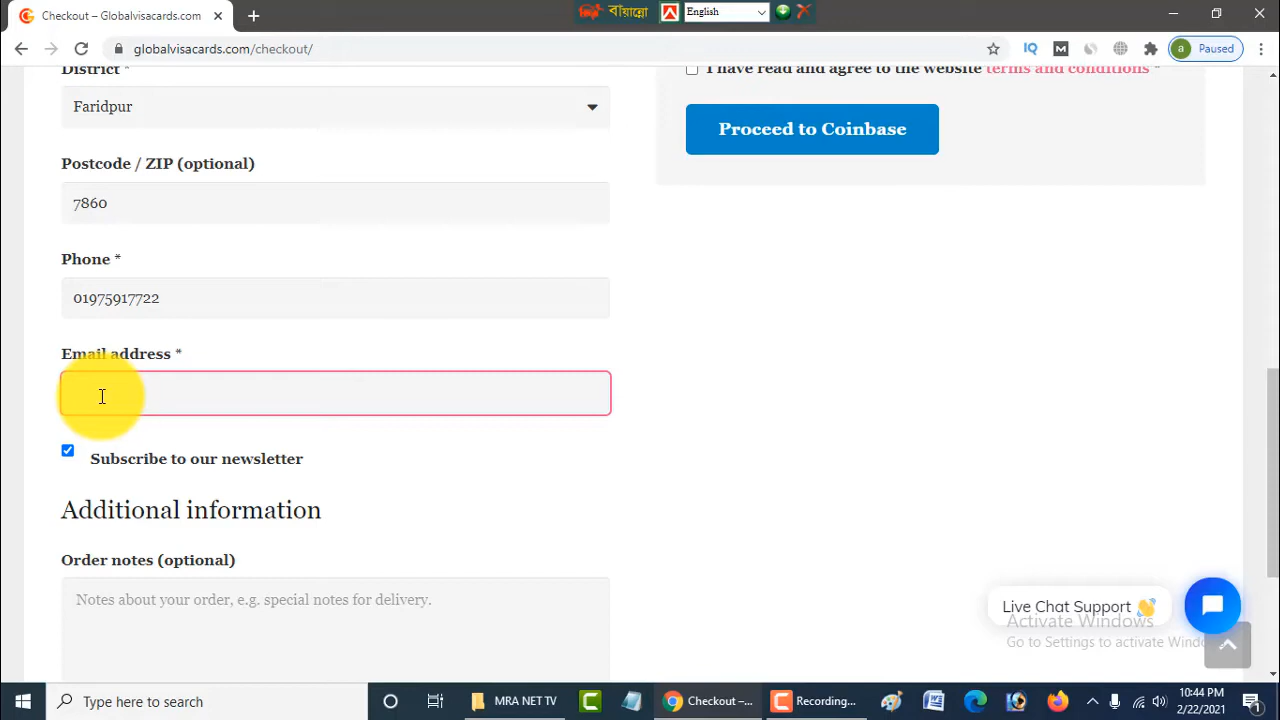 Checkout – Globalvisacards.com
বাঁয়ান্নো
English
globalvisacards.com/checkout/
a Paused
District *
I have read and agree to the website terms and conditions *
Faridpur
Proceed to Coinbase
Postcode / ZIP (optional)
7860
Phone *
01975917722
Email address *
Subscribe to our newsletter
Additional information
Order notes (optional)
Notes about your order, e.g. special notes for delivery.
Live Chat Support 👋
Activate Windows
Go to Settings to activate Windo
Type here to search
MRA NET TV
Checkout –...
Recording...
10:44 PM
2/22/2021